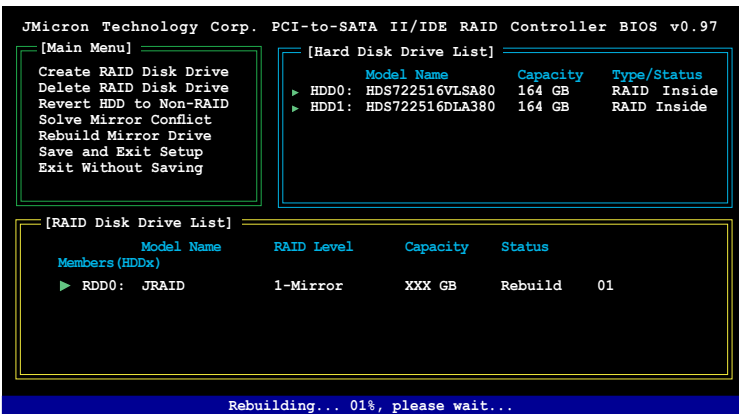 JMicron Technology Corp. PCI-to-SATA II/IDE RAID Controller BIOS v0.97
[Main Menu]
Create RAID Disk Drive
Delete RAID Disk Drive
Revert HDD to Non-RAID
Solve Mirror Conflict
Rebuild Mirror Drive
Save and Exit Setup
Exit Without Saving
[Hard Disk Drive List]
Model Name Capacity Type/Status
HDD0: HDS722516VLSA80 164 GB RAID Inside
HDD1: HDS722516DLA380 164 GB RAID Inside
[RAID Disk Drive List]
Model Name RAID Level Capacity Status
Members(HDDx)
RDD0: JRAID 1-Mirror XXX GB Rebuild 01
Rebuilding... 01%, please wait...